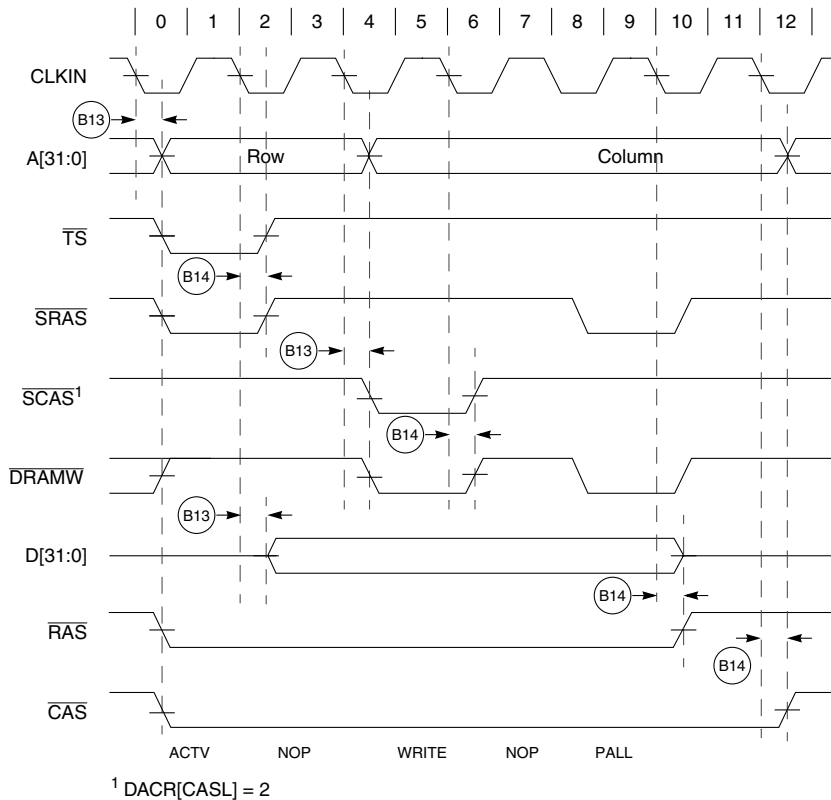 0 1 2 3 4 5 6 7 8 9 10 11 12
CLKIN
B13
A[31:0] Row Column
TS
B14
SRAS
B13
SCAS1
B14
DRAMW
B13
D[31:0]
B14
RAS
B14
CAS
ACTV NOP WRITE NOP PALL
1 DACR[CASL] = 2